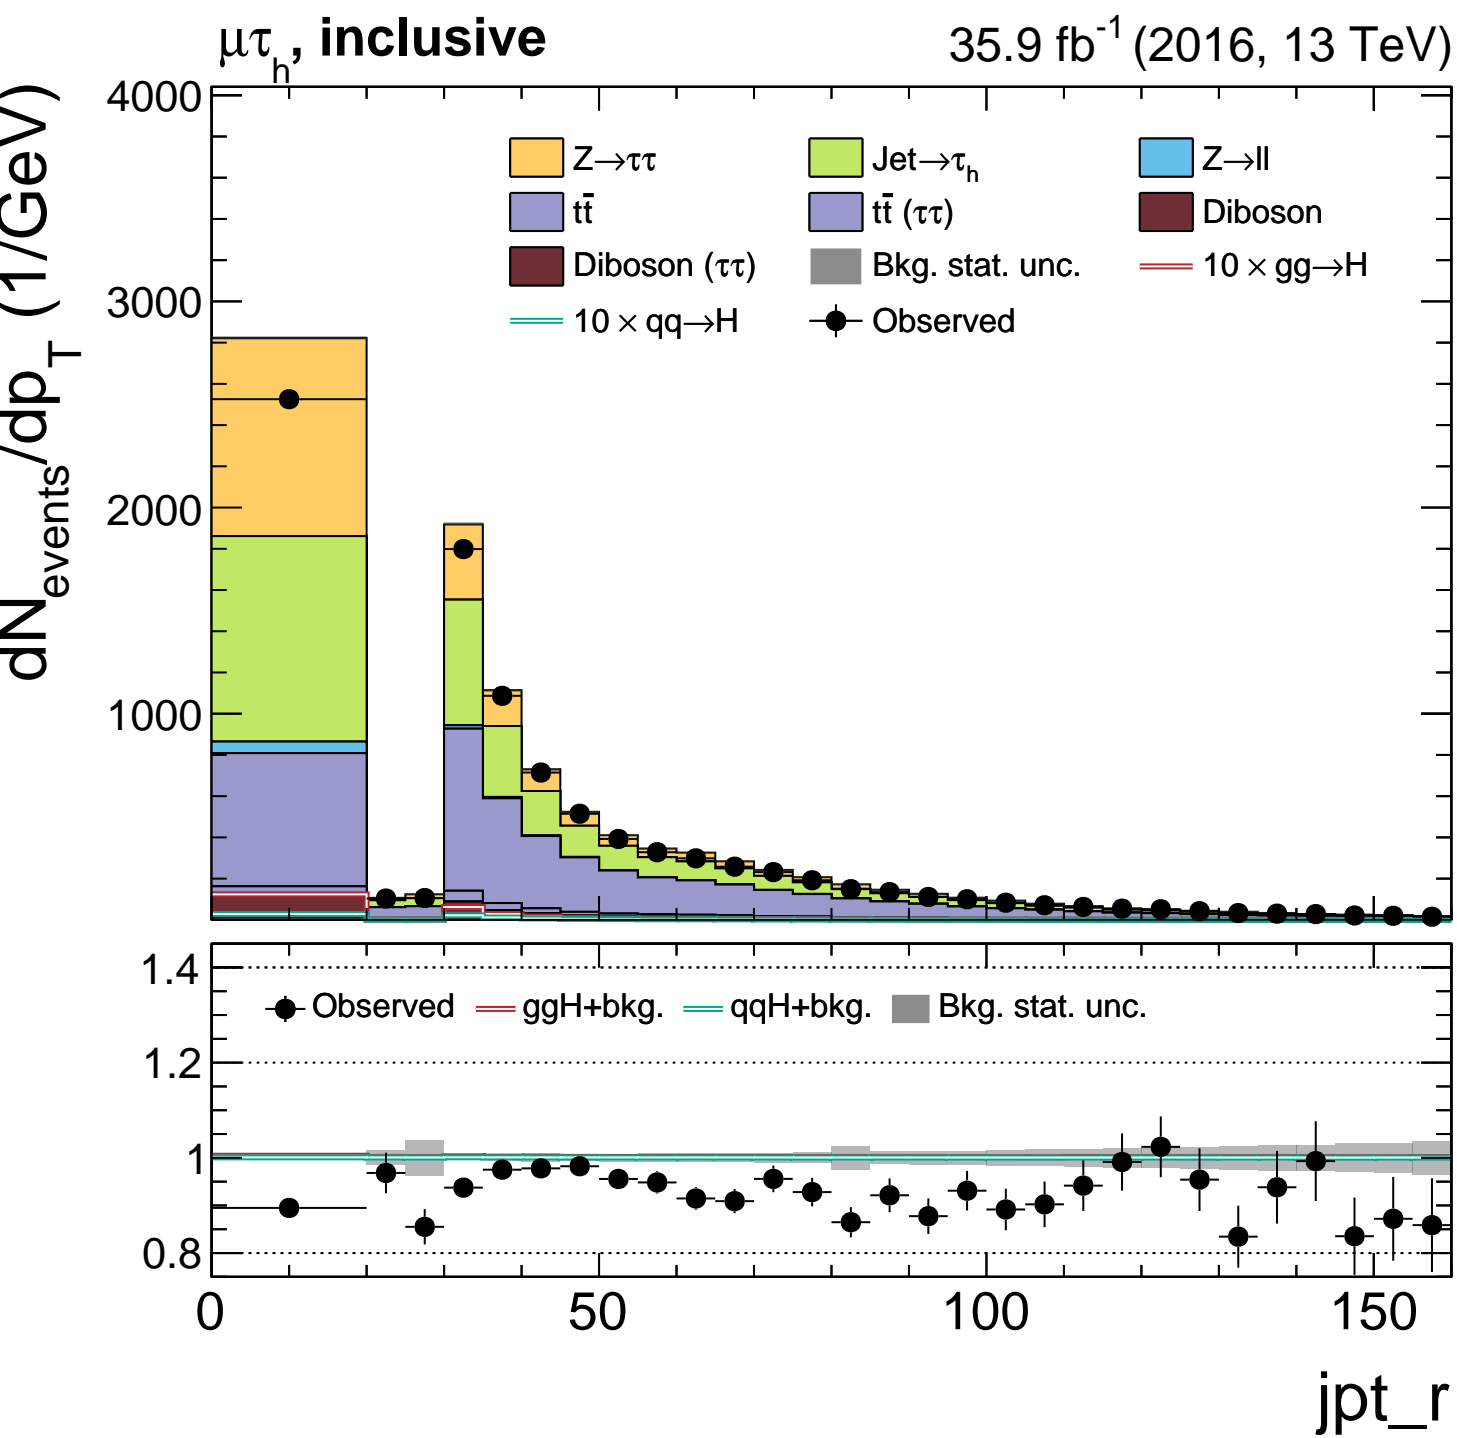 μτh, inclusive
35.9 fb-1 (2016, 13 TeV)
dNevents/dpT (1/GeV)
4000
3000
2000
1000
Z→ττ
Jet→τh
Z→ll
tt̄
tt̄ (ττ)
Diboson
Diboson (ττ)
Bkg. stat. unc.
10 × gg→H
10 × qq→H
Observed
1.4
1.2
1
0.8
Observed
ggH+bkg.
qqH+bkg.
Bkg. stat. unc.
0
50
100
150
jpt_r